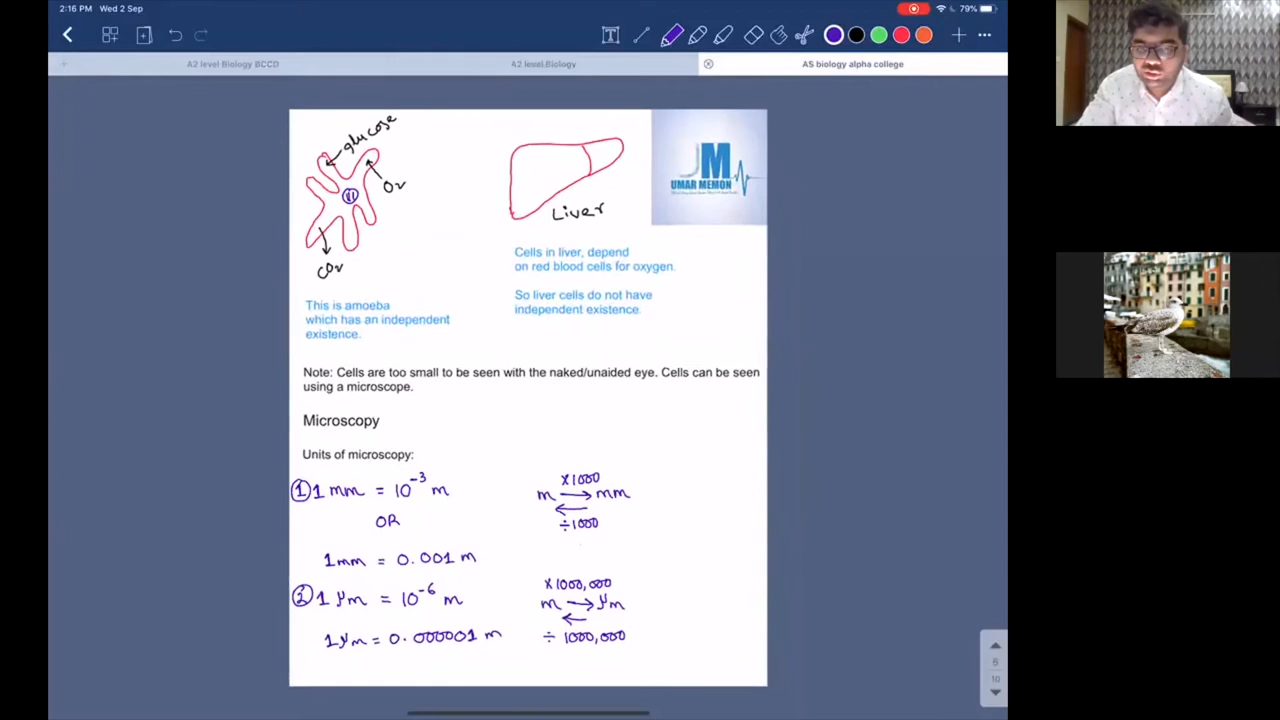 2:16 PM Wed 2 Sep
79%
A2 level Biology BCCD
A2 level Biology
AS biology alpha college
glucose
O₂
CO₂
Liver
JM
UMAR MEMON
Cells in liver, depend
on red blood cells for oxygen.
So liver cells do not have
independent existence.
This is amoeba
which has an independent
existence.
Note: Cells are too small to be seen with the naked/unaided eye. Cells can be seen
using a microscope.
Microscopy
Units of microscopy:
① 1 mm = 10⁻³ m
OR
1mm = 0.001 m
x1000
m → mm
←
÷1000
② 1 μm = 10⁻⁶ m
1μm = 0.000001 m
x1000,000
m → μm
←
÷ 1000,000
6
10